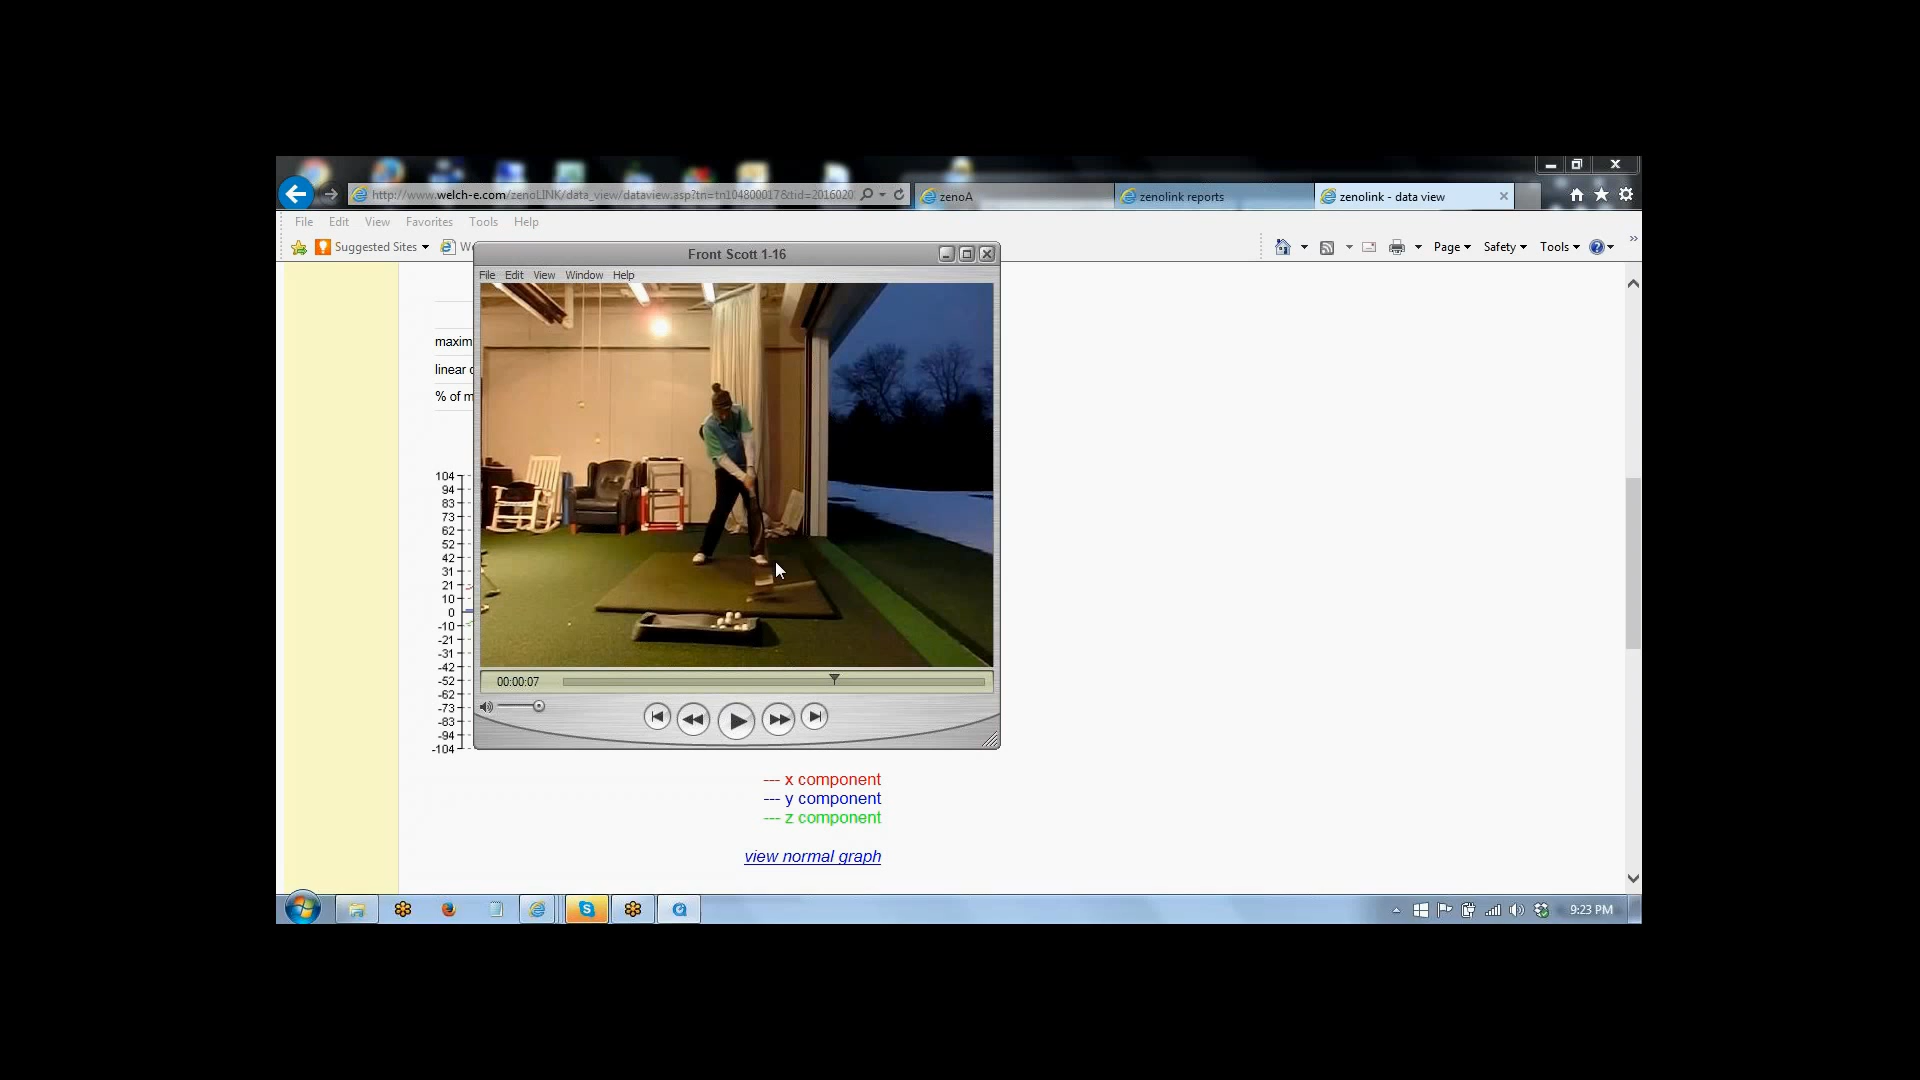 http://www.welch-e.com/zenoLINK/data_view/dataview.asp?tn=tn104800017&tid=2016020
zenoA
zenolink reports
zenolink - data view
File Edit View Favorites Tools Help
Suggested Sites
Page Safety Tools
Front Scott 1-16
File Edit View Window Help
maxim
linear
% of m
104
94
83
73
62
52
42
31
21
10
0
-10
-21
-31
-42
-52
-62
-73
-83
-94
-104
00:00:07
--- x component
--- y component
--- z component
view normal graph
9:23 PM